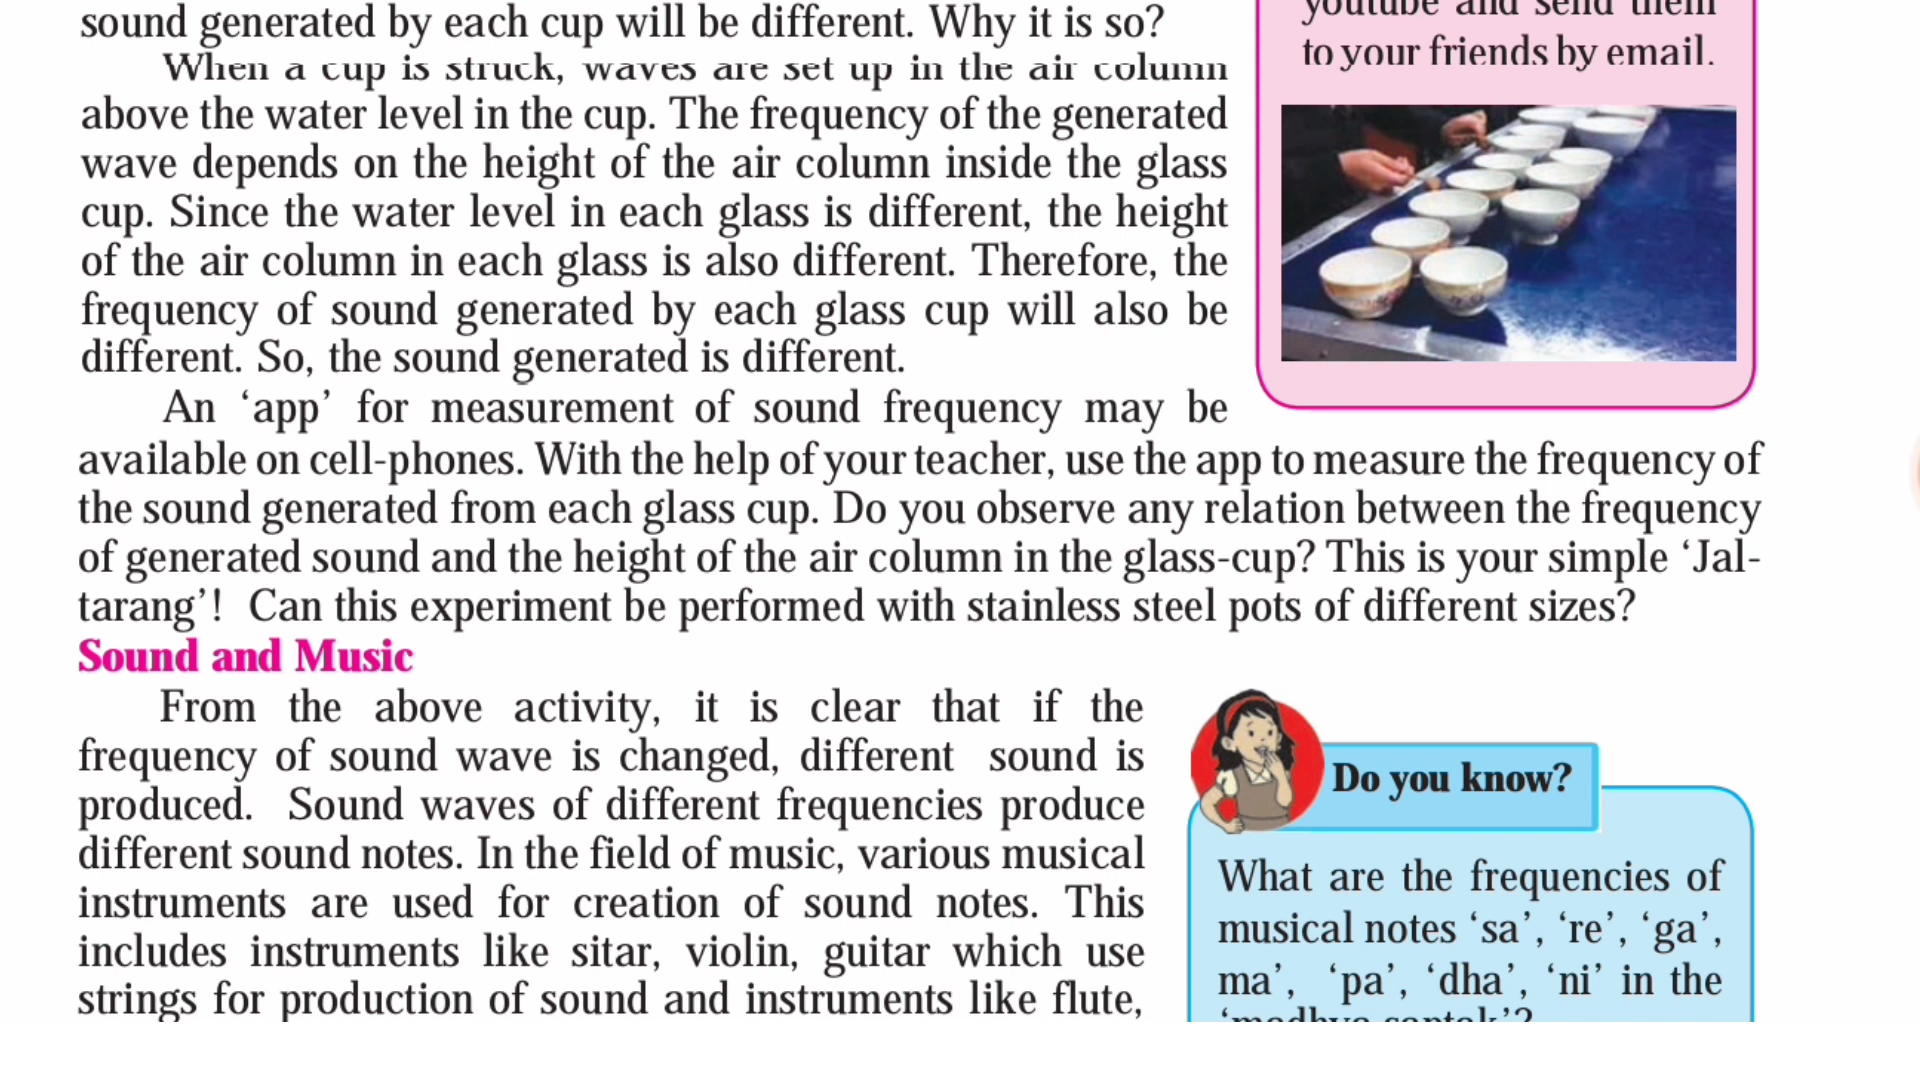 sound generated by each cup will be different. Why it is so?
When a cup is struck, waves are set up in the air column
above the water level in the cup. The frequency of the generated
wave depends on the height of the air column inside the glass
cup. Since the water level in each glass is different, the height
of the air column in each glass is also different. Therefore, the
frequency of sound generated by each glass cup will also be
different. So, the sound generated is different.
youtube and send them
to your friends by email.
An ‘app’ for measurement of sound frequency may be
available on cell-phones. With the help of your teacher, use the app to measure the frequency of
the sound generated from each glass cup. Do you observe any relation between the frequency
of generated sound and the height of the air column in the glass-cup? This is your simple ‘Jal-
tarang’! Can this experiment be performed with stainless steel pots of different sizes?
Sound and Music
From the above activity, it is clear that if the
frequency of sound wave is changed, different sound is
produced. Sound waves of different frequencies produce
different sound notes. In the field of music, various musical
instruments are used for creation of sound notes. This
includes instruments like sitar, violin, guitar which use
strings for production of sound and instruments like flute,
Do you know?
What are the frequencies of
musical notes ‘sa’, ‘re’, ‘ga’,
ma’, ‘pa’, ‘dha’, ‘ni’ in the
‘madhya saptak’?